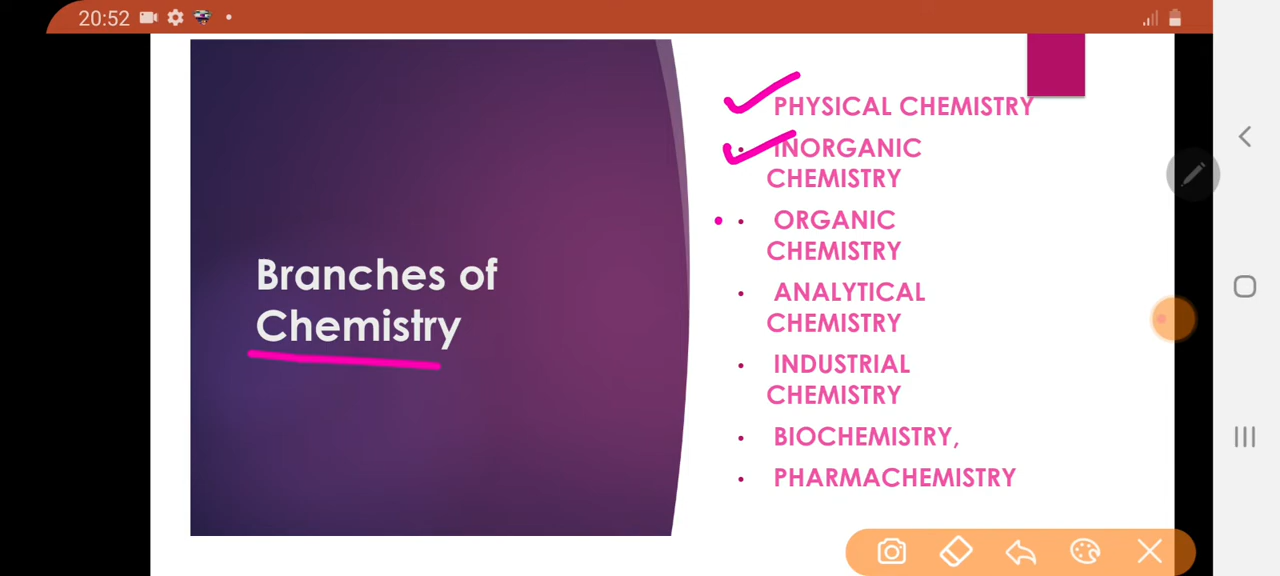 20:52
Branches of
Chemistry
PHYSICAL CHEMISTRY
• INORGANIC
CHEMISTRY
• ORGANIC
CHEMISTRY
• ANALYTICAL
CHEMISTRY
• INDUSTRIAL
CHEMISTRY
• BIOCHEMISTRY,
• PHARMACHEMISTRY